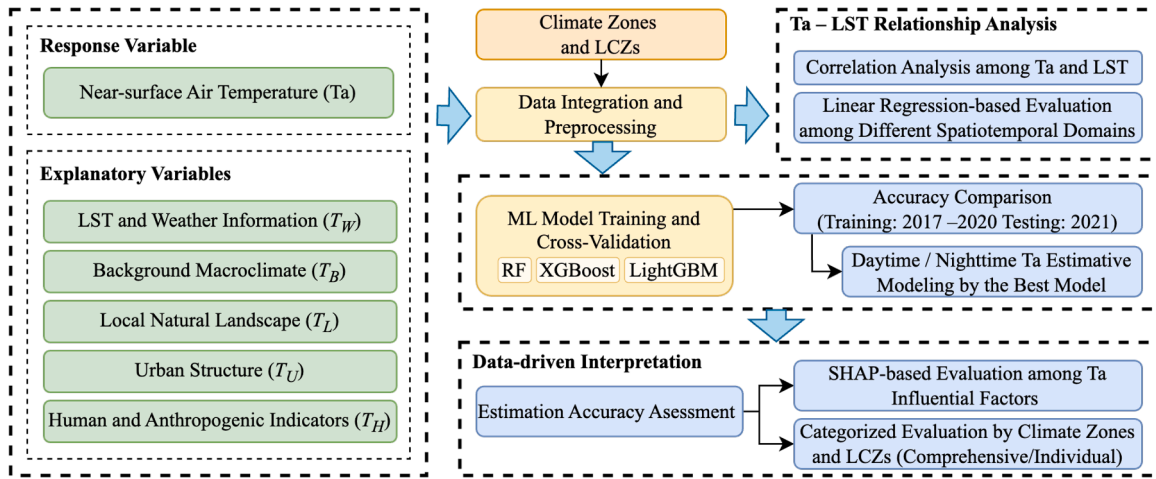 Response Variable
Near-surface Air Temperature (Ta)
Explanatory Variables
LST and Weather Information (T_W)
Background Macroclimate (T_B)
Local Natural Landscape (T_L)
Urban Structure (T_U)
Human and Anthropogenic Indicators (T_H)
Climate Zones
and LCZs
Data Integration and
Preprocessing
Ta – LST Relationship Analysis
Correlation Analysis among Ta and LST
Linear Regression-based Evaluation
among Different Spatiotemporal Domains
ML Model Training and
Cross-Validation
RF XGBoost LightGBM
Accuracy Comparison
(Training: 2017 –2020 Testing: 2021)
Daytime / Nighttime Ta Estimative
Modeling by the Best Model
Data-driven Interpretation
Estimation Accuracy Asessment
SHAP-based Evaluation among Ta
Influential Factors
Categorized Evaluation by Climate Zones
and LCZs (Comprehensive/Individual)